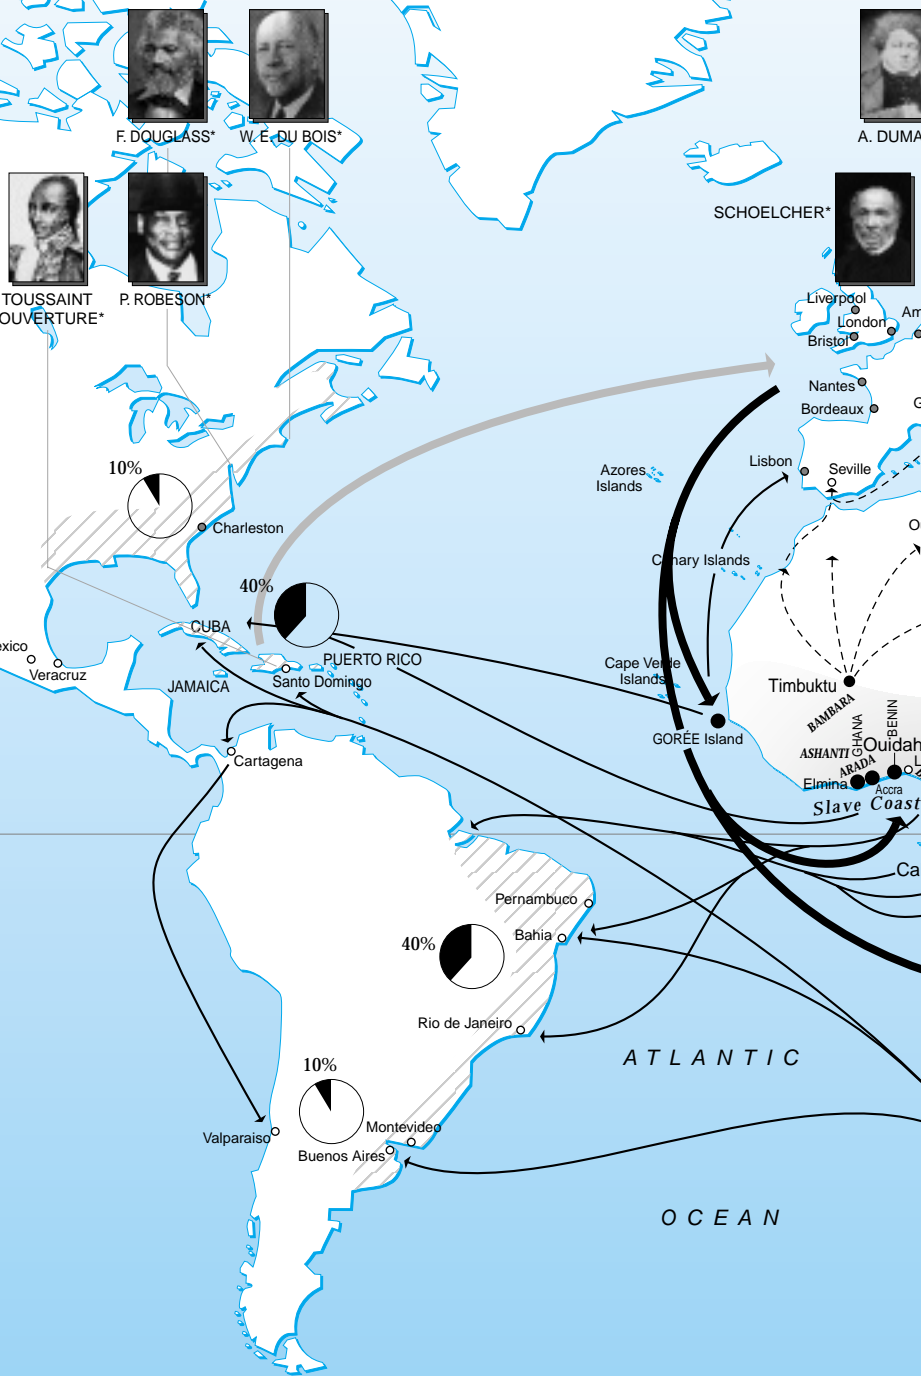 F. DOUGLASS*
W. E. DU BOIS*
A. DUMA
TOUSSAINT
OUVERTURE*
P. ROBESON*
SCHOELCHER*
Liverpool
London
Bristol
Am
Nantes
Bordeaux
G
Lisbon
Seville
Azores
Islands
10%
Charleston
O
Canary Islands
40%
CUBA
PUERTO RICO
exico
Veracruz
JAMAICA
Santo Domingo
Cape Verde
Islands
Timbuktu
BAMBARA
GORÉE Island
Cartagena
ASHANTI
GHANA
BENIN
Ouidah
ARADA
L
Elmina
Accra
Slave Coast
Ca
Pernambuco
Bahia
40%
Rio de Janeiro
ATLANTIC
10%
Montevideo
Valparaiso
Buenos Aires
OCEAN